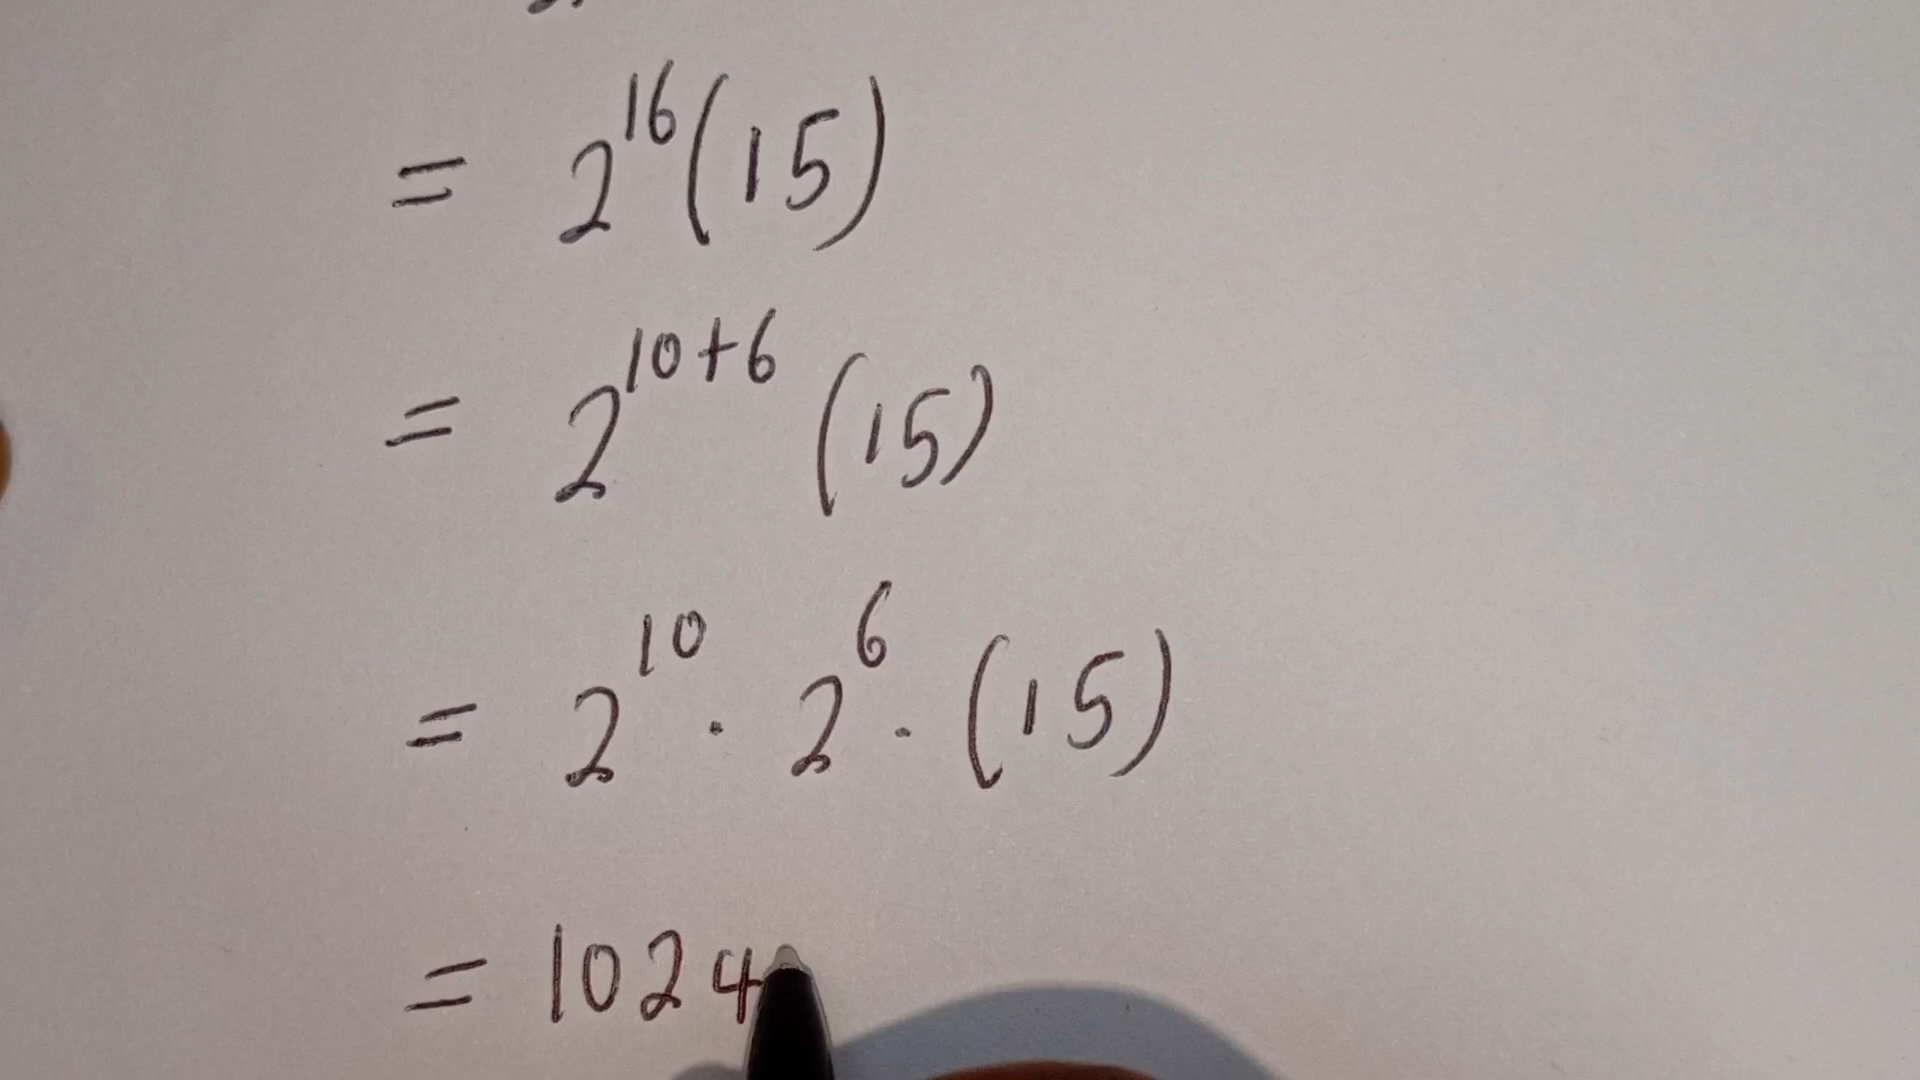 = 2^16 (15)
= 2^10+6 (15)
= 2^10 · 2^6 · (15)
= 1024